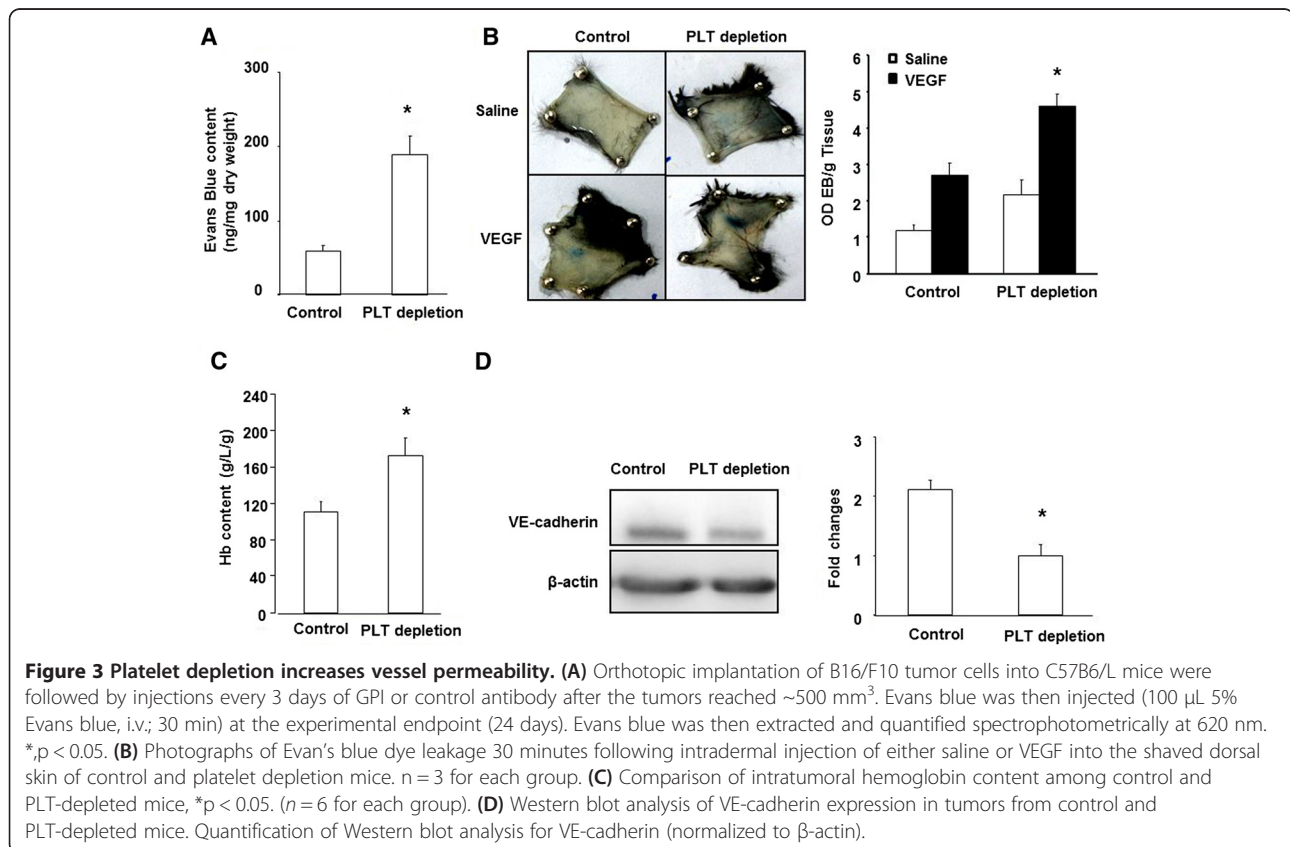 A
300
200
100
0
Evans Blue content
(ng/mg dry weight)
*
Control
PLT depletion
B
Control
PLT depletion
Saline
VEGF
Saline
VEGF
6
5
4
3
2
1
0
OD EB/g Tissue
*
Control
PLT depletion
C
240
200
160
120
80
40
0
Hb content (g/L/g)
*
Control
PLT depletion
D
Control
PLT depletion
VE-cadherin
β-actin
3
2
1
0
Fold changes
*
Control
PLT depletion
Figure 3 Platelet depletion increases vessel permeability. (A) Orthotopic implantation of B16/F10 tumor cells into C57B6/L mice were
followed by injections every 3 days of GPI or control antibody after the tumors reached ~500 mm³. Evans blue was then injected (100 μL 5%
Evans blue, i.v.; 30 min) at the experimental endpoint (24 days). Evans blue was then extracted and quantified spectrophotometrically at 620 nm.
*,p < 0.05. (B) Photographs of Evan's blue dye leakage 30 minutes following intradermal injection of either saline or VEGF into the shaved dorsal
skin of control and platelet depletion mice. n = 3 for each group. (C) Comparison of intratumoral hemoglobin content among control and
PLT-depleted mice, *p < 0.05. (n = 6 for each group). (D) Western blot analysis of VE-cadherin expression in tumors from control and
PLT-depleted mice. Quantification of Western blot analysis for VE-cadherin (normalized to β-actin).